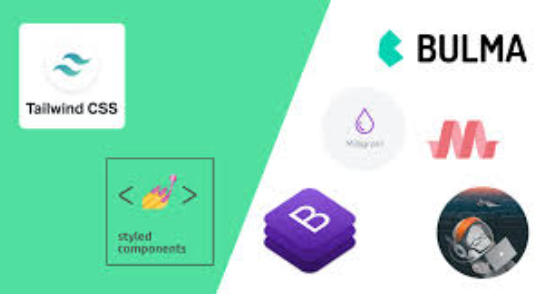 Tailwind CSS
BULMA
Milligram
B
< >
styled
components